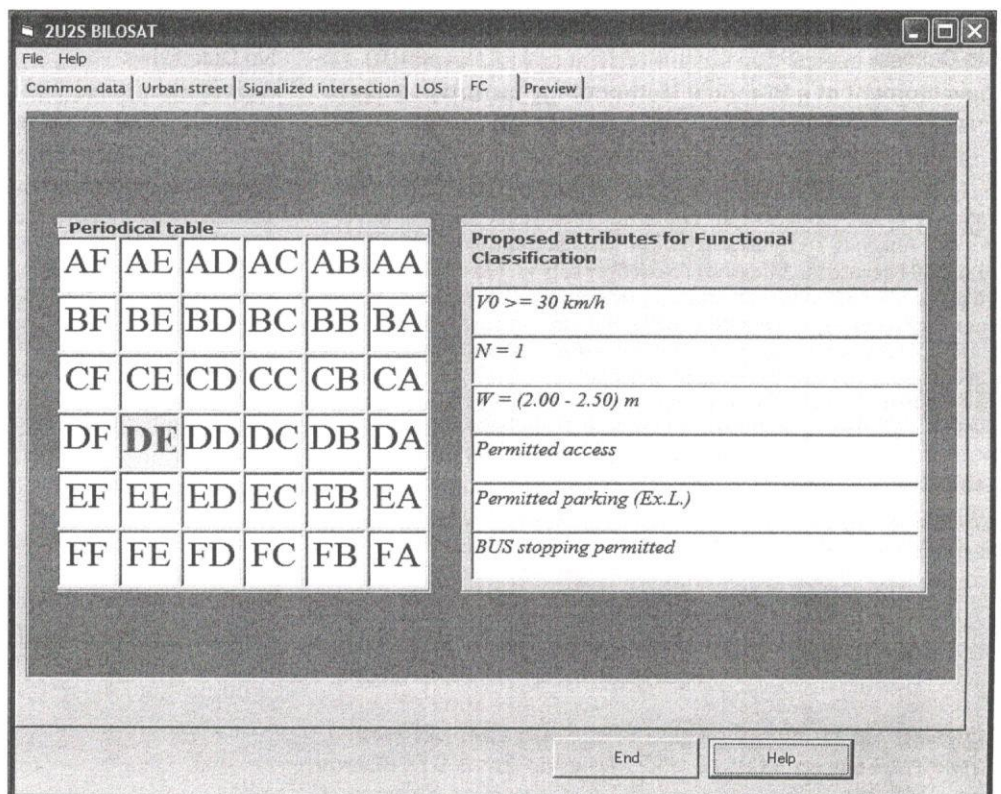 2U2S BILOSAT
File Help
Common data Urban street Signalized intersection LOS FC Preview
Periodical table
AF AE AD AC AB AA
BF BE BD BC BB BA
CF CE CD CC CB CA
DF DE DD DC DB DA
EF EE ED EC EB EA
FF FE FD FC FB FA
Proposed attributes for Functional
Classification
V0 >= 30 km/h
N = 1
W = (2.00 - 2.50) m
Permitted access
Permitted parking (Ex.L.)
BUS stopping permitted
End Help